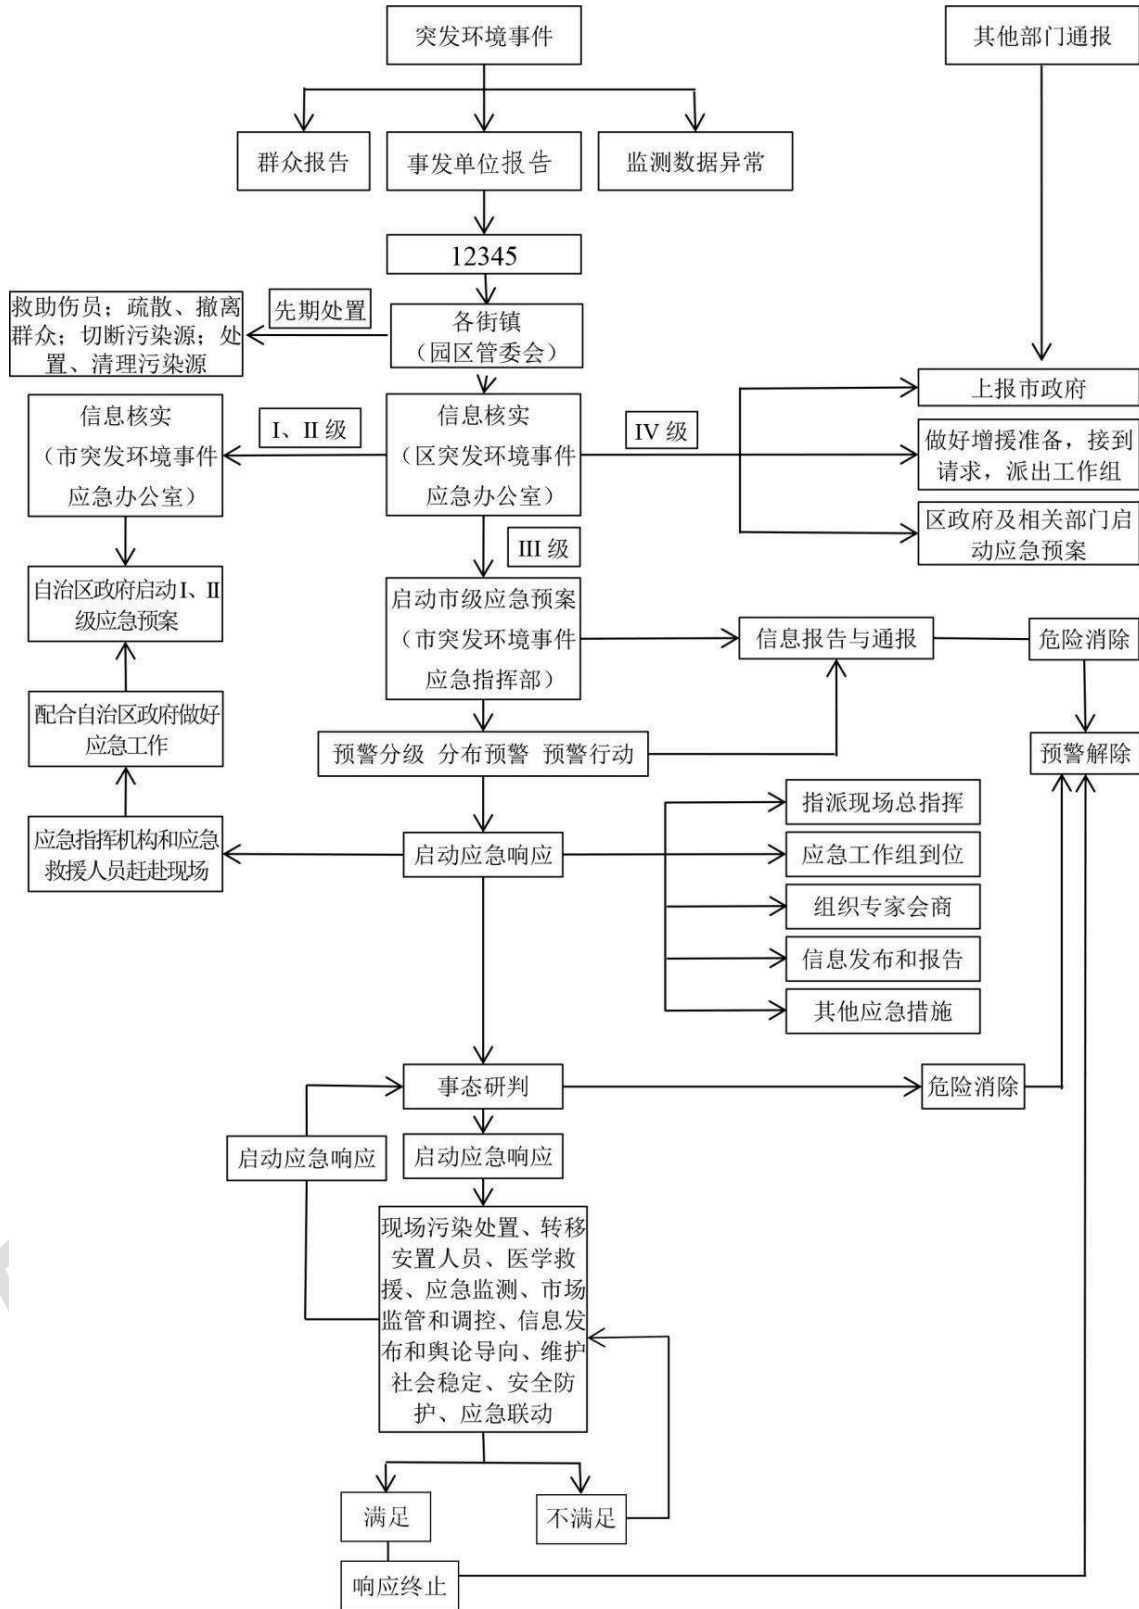 突发环境事件
其他部门通报
群众报告
事发单位报告
监测数据异常
12345
救助伤员；疏散、撤离
群众；切断污染源；处
置、清理污染源
先期处置
各街镇
（园区管委会）
上报市政府
信息核实
（市突发环境事件
应急办公室）
I、II 级
信息核实
（区突发环境事件
应急办公室）
IV 级
做好增援准备，接到
请求，派出工作组
区政府及相关部门启
动应急预案
III 级
自治区政府启动I、II
级应急预案
启动市级应急预案
（市突发环境事件
应急指挥部）
信息报告与通报
危险消除
配合自治区政府做好
应急工作
预警分级 分布预警 预警行动
预警解除
指派现场总指挥
应急指挥机构和应急
救援人员赶赴现场
启动应急响应
应急工作组到位
组织专家会商
信息发布和报告
其他应急措施
事态研判
危险消除
启动应急响应
启动应急响应
现场污染处置、转移
安置人员、医学救
援、应急监测、市场
监管和调控、信息发
布和舆论导向、维护
社会稳定、安全防
护、应急联动
满足
不满足
响应终止